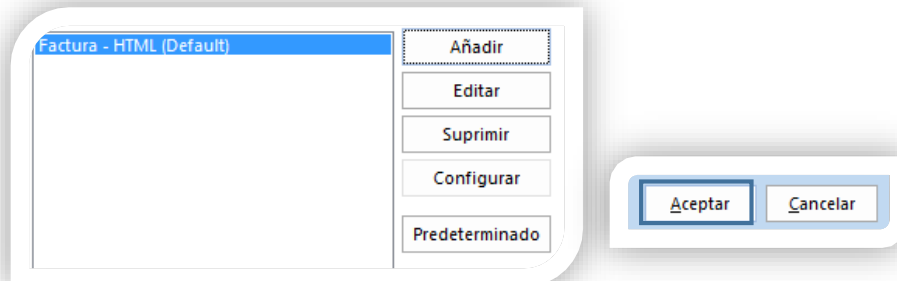 Factura - HTML (Default)
Añadir
Editar
Suprimir
Configurar
Predeterminado
Aceptar
Cancelar